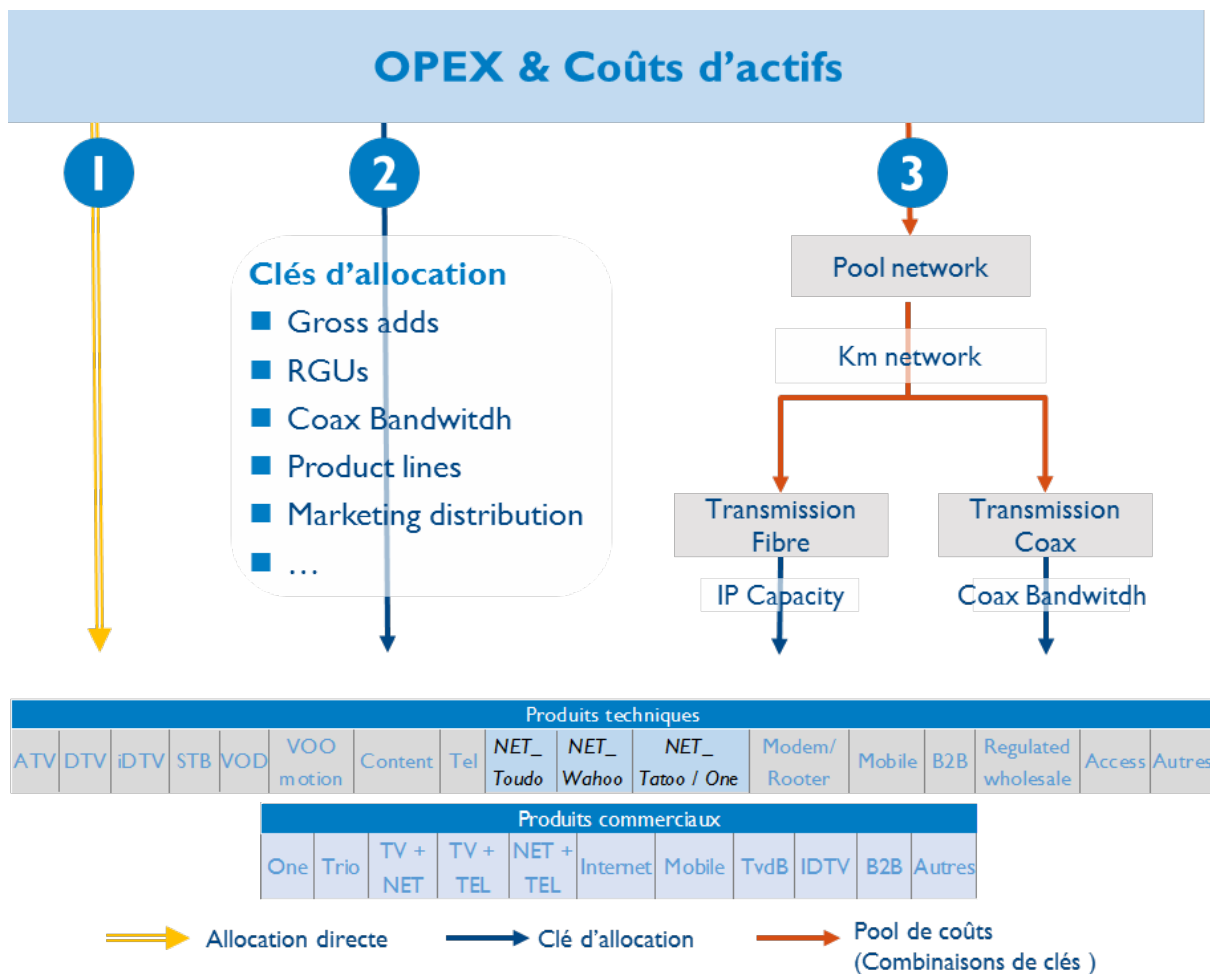 OPEX & Coûts d'actifs
1
2
3
Clés d'allocation
Gross adds
RGUs
Coax Bandwitdh
Product lines
Marketing distribution
…
Pool network
Km network
Transmission
Fibre
Transmission
Coax
IP Capacity
Coax Bandwitdh
Produits techniques
ATV
DTV
iDTV
STB
VOD
VOO
motion
Content
Tel
NET_
Toudo
NET_
Wahoo
NET_
Tatoo / One
Modem/
Rooter
Mobile
B2B
Regulated
wholesale
Access
Autres
Produits commerciaux
One
Trio
TV +
NET
TV +
TEL
NET +
TEL
Internet
Mobile
TvdB
IDTV
B2B
Autres
Allocation directe
Clé d'allocation
Pool de coûts
(Combinaisons de clés )